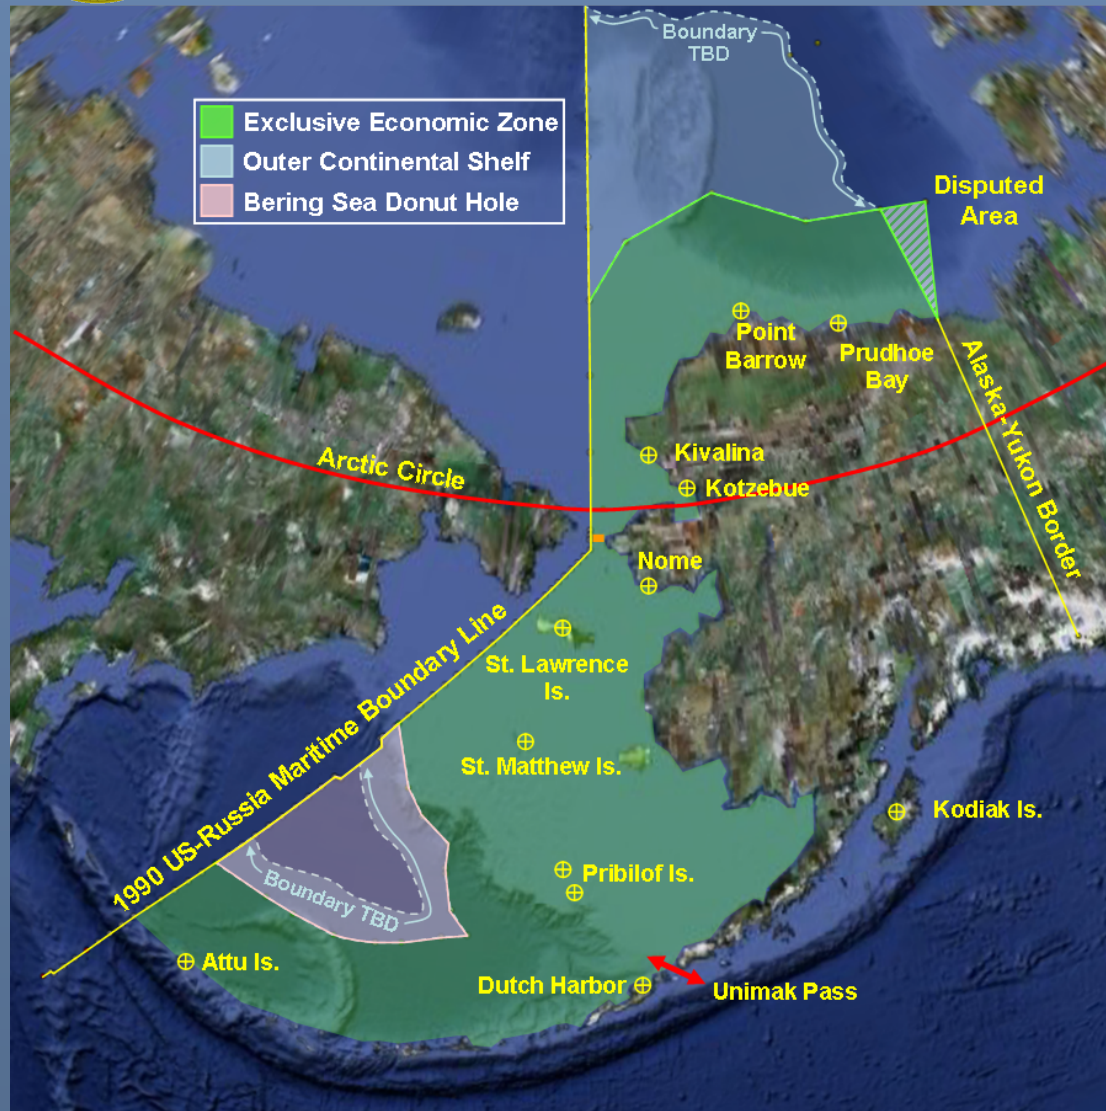 Boundary
TBD
Exclusive Economic Zone
Outer Continental Shelf
Bering Sea Donut Hole
Disputed
Area
Point
Barrow
Prudhoe
Bay
Alaska-Yukon Border
Arctic Circle
Kivalina
Kotzebue
Nome
1990 US-Russia Maritime Boundary Line
St. Lawrence
Is.
St. Matthew Is.
Kodiak Is.
Pribilof Is.
Boundary TBD
Attu Is.
Dutch Harbor
Unimak Pass